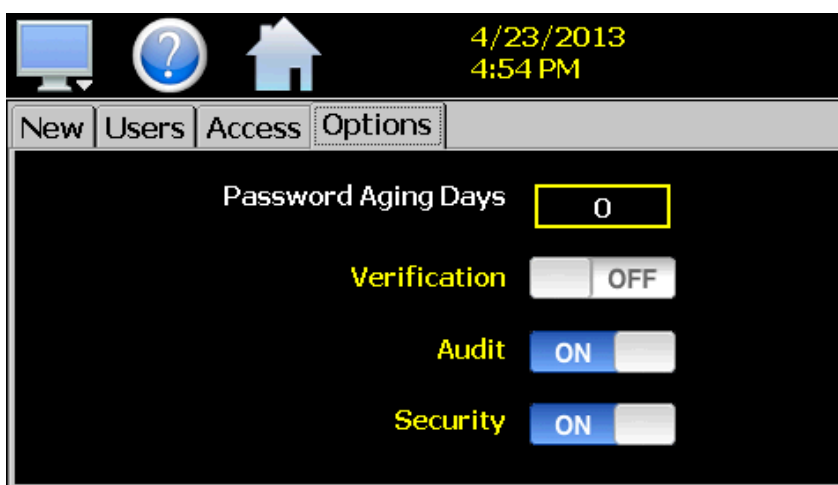 ?
4/23/2013
4:54 PM
New Users Access Options
Password Aging Days 0
Verification OFF
Audit ON
Security ON